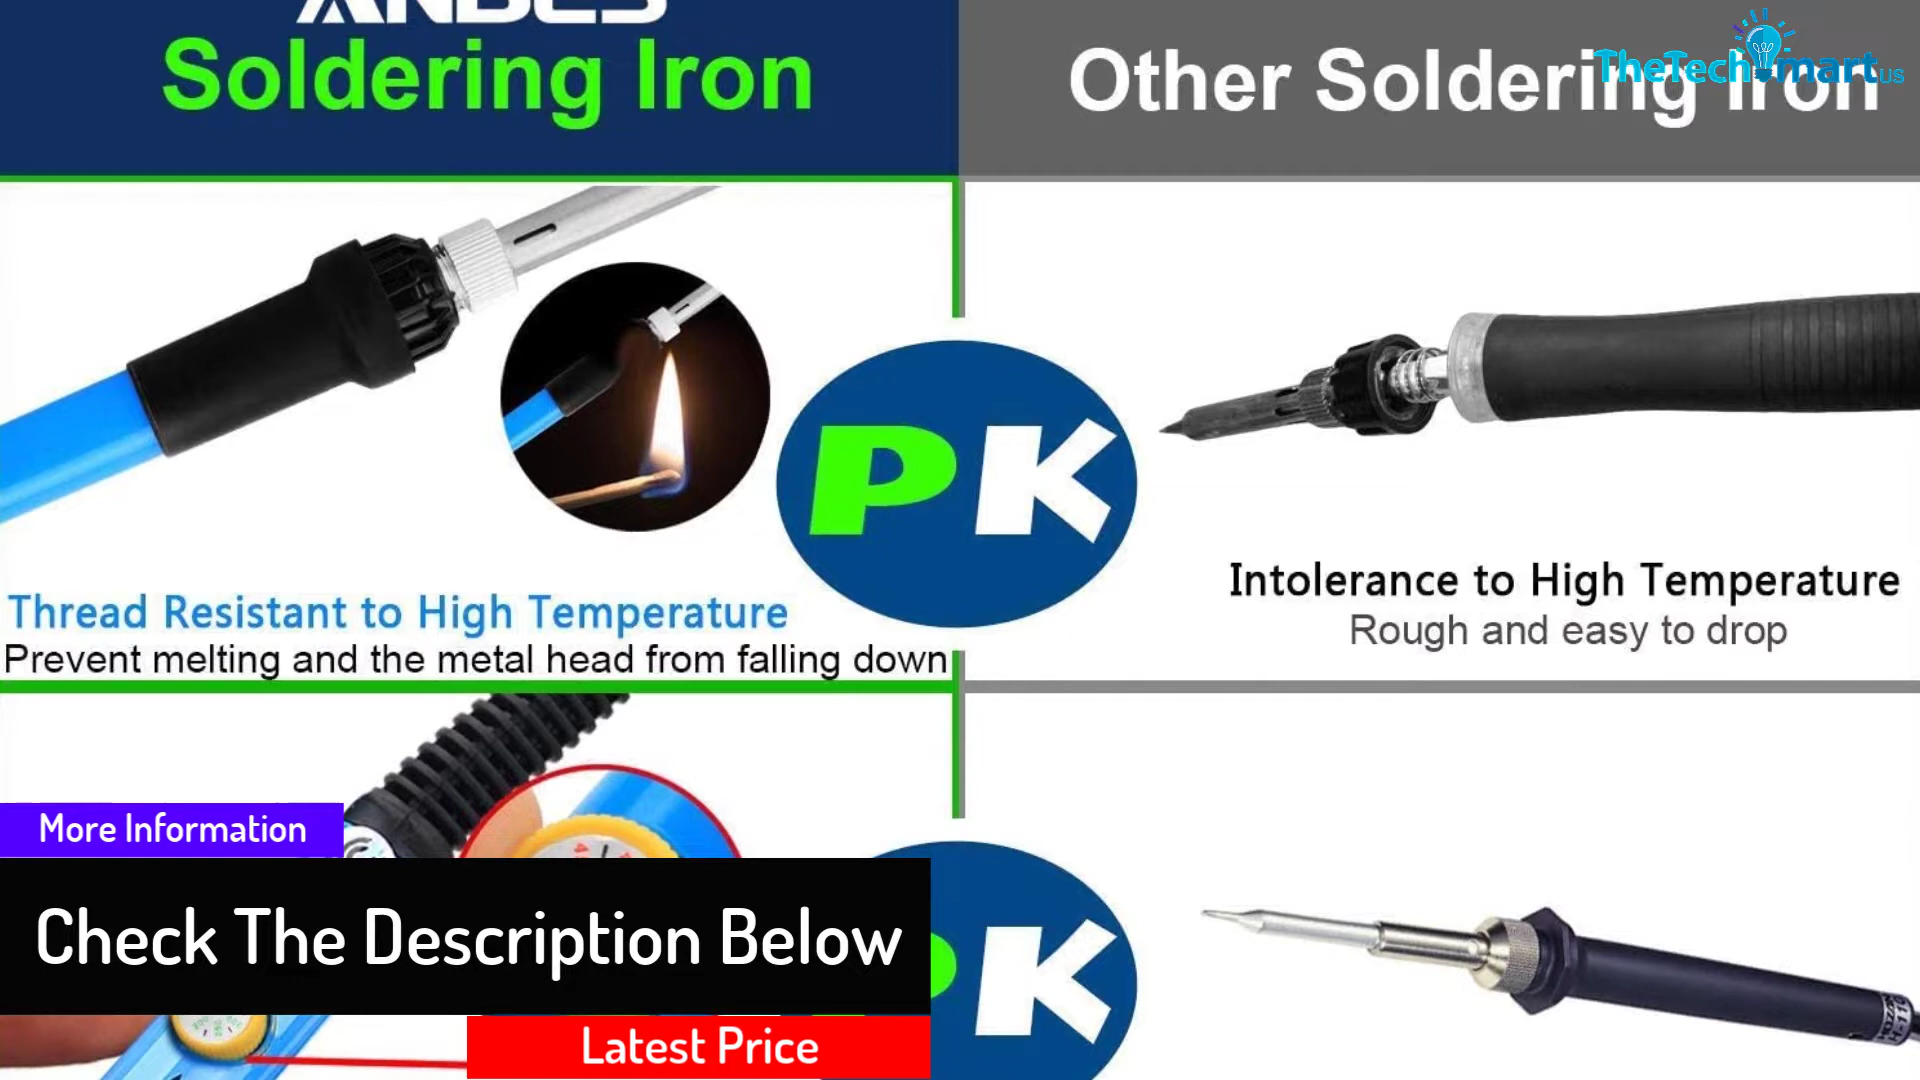 ANBES
Soldering Iron
Other Soldering Iron
TheTechSmart.us
PK
Thread Resistant to High Temperature
Prevent melting and the metal head from falling down
Intolerance to High Temperature
Rough and easy to drop
More Information
Check The Description Below
K
Latest Price